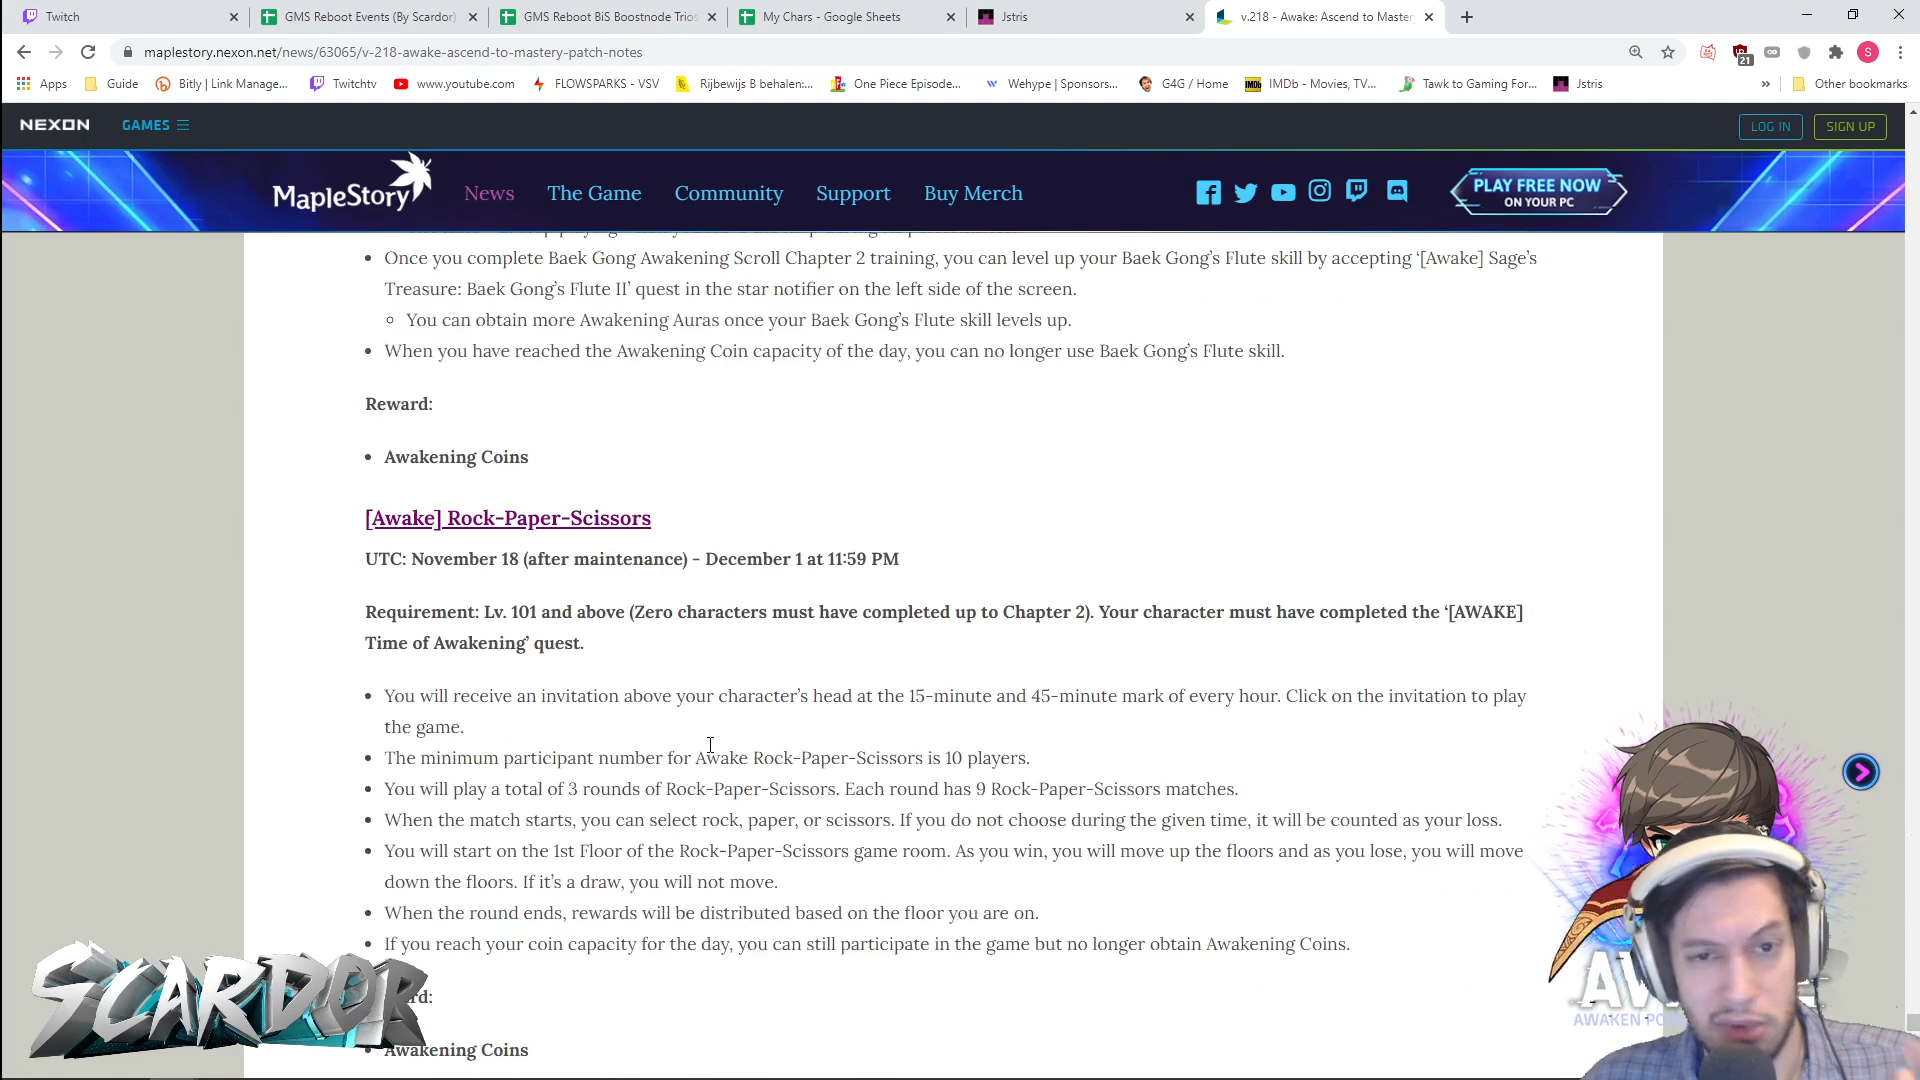 Twitch
GMS Reboot Events (By Scardor)
GMS Reboot BiS Boostnode Trios
My Chars - Google Sheets
Jstris
v.218 - Awake: Ascend to Master
maplestory.nexon.net/news/63065/v-218-awake-ascend-to-mastery-patch-notes
21
S
Apps
Guide
Bitly | Link Manage...
Twitchtv
www.youtube.com
FLOWSPARKS - VSV
Rijbewijs B behalen:...
One Piece Episode...
Wehype | Sponsors...
G4G / Home
IMDb - Movies, TV...
Tawk to Gaming For...
Jstris
Other bookmarks
NEXON
GAMES
LOG IN
SIGN UP
MapleStory
News
The Game
Community
Support
Buy Merch
PLAY FREE NOW
ON YOUR PC
• Once you complete Baek Gong Awakening Scroll Chapter 2 training, you can level up your Baek Gong’s Flute skill by accepting ‘[Awake] Sage’s
Treasure: Baek Gong’s Flute II’ quest in the star notifier on the left side of the screen.
◦ You can obtain more Awakening Auras once your Baek Gong’s Flute skill levels up.
• When you have reached the Awakening Coin capacity of the day, you can no longer use Baek Gong’s Flute skill.
Reward:
• Awakening Coins
[Awake] Rock-Paper-Scissors
UTC: November 18 (after maintenance) - December 1 at 11:59 PM
Requirement: Lv. 101 and above (Zero characters must have completed up to Chapter 2). Your character must have completed the ‘[AWAKE]
Time of Awakening’ quest.
• You will receive an invitation above your character’s head at the 15-minute and 45-minute mark of every hour. Click on the invitation to play
the game.
• The minimum participant number for Awake Rock-Paper-Scissors is 10 players.
• You will play a total of 3 rounds of Rock-Paper-Scissors. Each round has 9 Rock-Paper-Scissors matches.
• When the match starts, you can select rock, paper, or scissors. If you do not choose during the given time, it will be counted as your loss.
• You will start on the 1st Floor of the Rock-Paper-Scissors game room. As you win, you will move up the floors and as you lose, you will move
down the floors. If it’s a draw, you will not move.
• When the round ends, rewards will be distributed based on the floor you are on.
• If you reach your coin capacity for the day, you can still participate in the game but no longer obtain Awakening Coins.
rd:
• Awakening Coins
SCARDOR
AW
AWAKEN PO